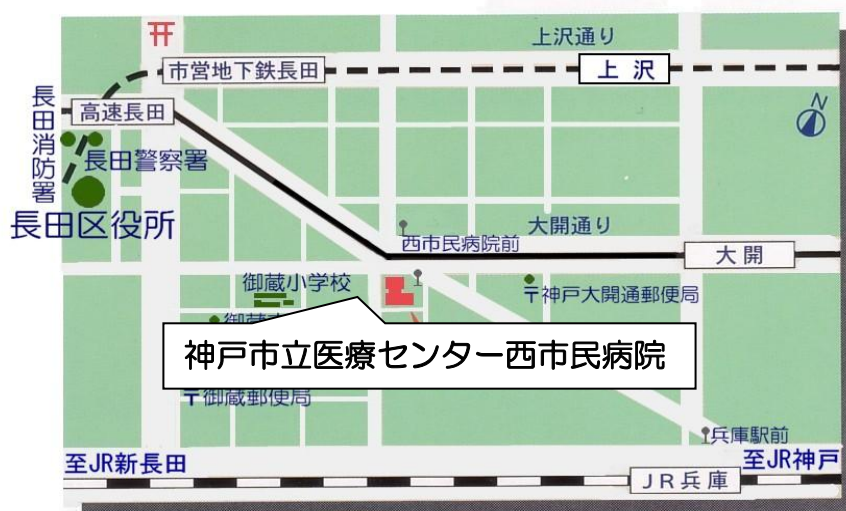 上沢通り
市営地下鉄長田
上沢
長田消防署
高速長田
N
長田警察署
長田区役所
大開通り
西市民病院前
大開
御蔵小学校
〒神戸大開通郵便局
御蔵
神戸市立医療センター西市民病院
〒御蔵郵便局
兵庫駅前
至JR新長田
至JR神戸
JR兵庫